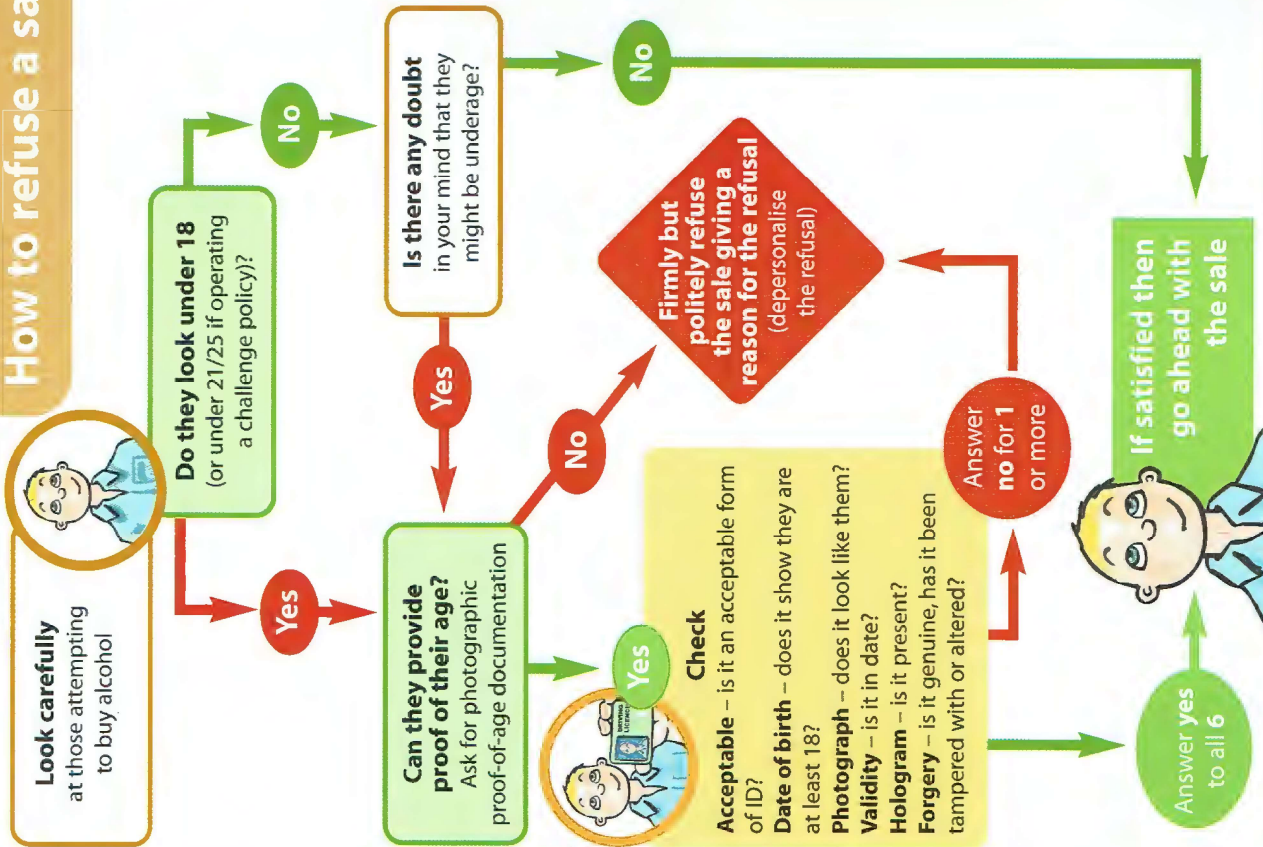 How to refuse a sa
Look carefully
at those attempting
to buy alcohol
Do they look under 18
(or under 21/25 if operating
a challenge policy)?
No
Yes
Is there any doubt
in your mind that they
might be underage?
No
Yes
Can they provide
proof of their age?
Ask for photographic
proof-of-age documentation
No
Yes
Firmly but
politely refuse
the sale giving a
reason for the refusal
(depersonalise
the refusal)
DRIVING
LICENCE
Check
Acceptable – is it an acceptable form
of ID?
Date of birth – does it show they are
at least 18?
Photograph – does it look like them?
Validity – is it in date?
Hologram – is it present?
Forgery – is it genuine, has it been
tampered with or altered?
Answer
no for 1
or more
Answer yes
to all 6
If satisfied then
go ahead with
the sale